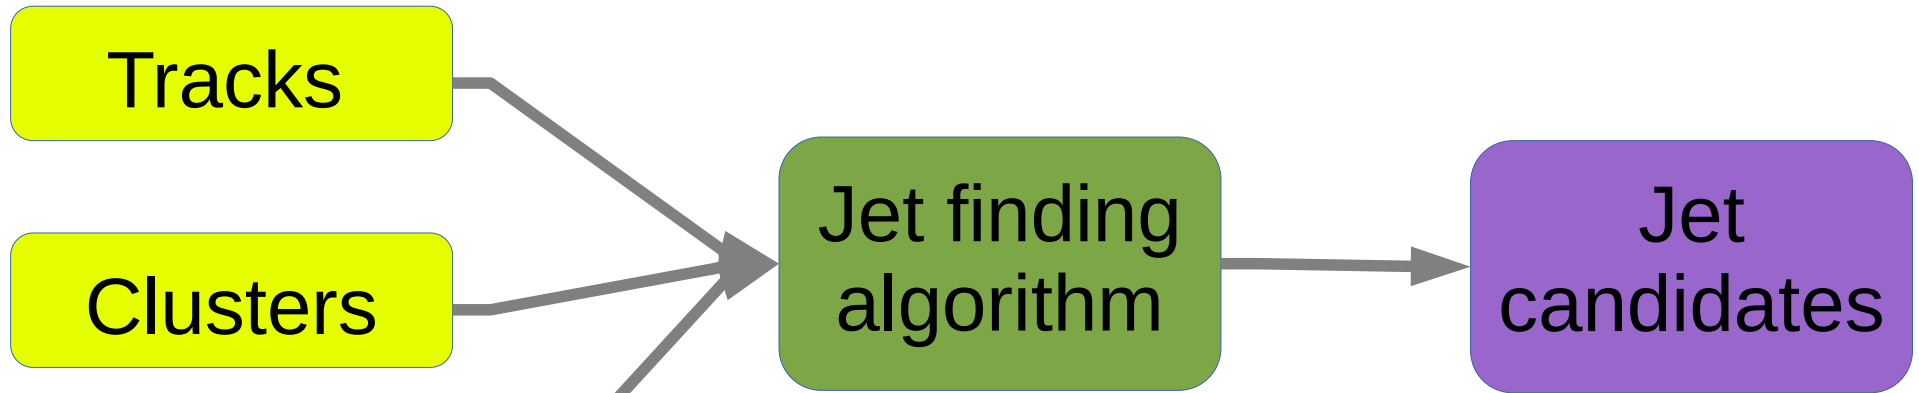 Tracks
Clusters
Jet finding
algorithm
Jet
candidates